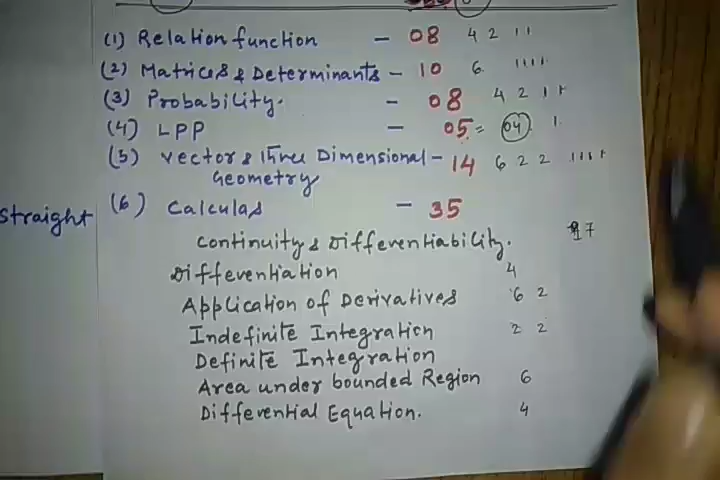 (1) Relation function - 08 4 2 1 1
(2) Matrices & Determinants - 10 6 1 1 1 1
(3) Probability. - 08 4 2 1 1
(4) LPP - 05 = 04 1
(5) Vector & Three Dimensional - 14 6 2 2 1 1 1 1
Geometry
Straight
(6) Calculas - 35
Continuity & Differentiability. 17
Differentiation 4
Application of Derivatives 6 2
Indefinite Integration 2 2
Definite Integration
Area under bounded Region 6
Differential Equation. 4